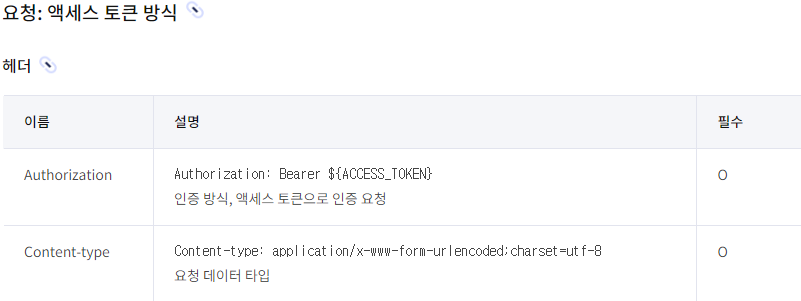 요청: 액세스 토큰 방식
헤더
이름 설명 필수
Authorization Authorization: Bearer ${ACCESS_TOKEN} O
인증 방식, 액세스 토큰으로 인증 요청
Content-type Content-type: application/x-www-form-urlencoded;charset=utf-8 O
요청 데이터 타입